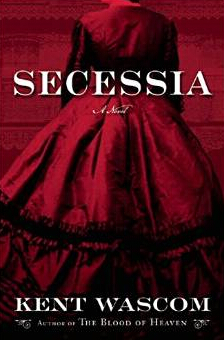 SECESSIA
A Novel
KENT WASCOM
AUTHOR OF THE BLOOD OF HEAVEN